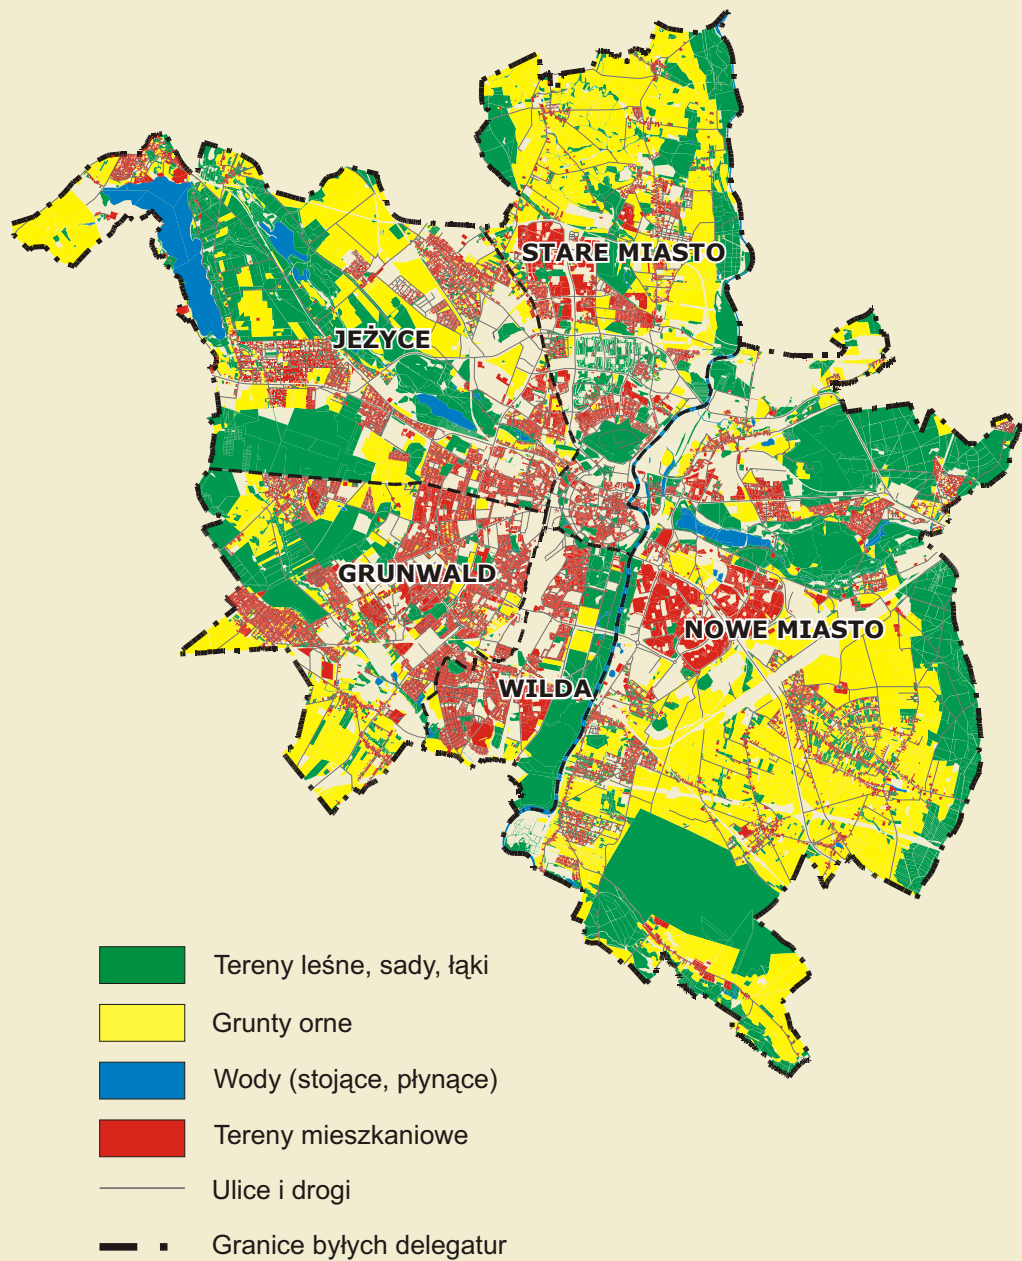 STARE MIASTO
JEŻYCE
GRUNWALD
NOWE MIASTO
WILDA
Tereny leśne, sady, łąki
Grunty orne
Wody (stojące, płynące)
Tereny mieszkaniowe
Ulice i drogi
Granice byłych delegatur